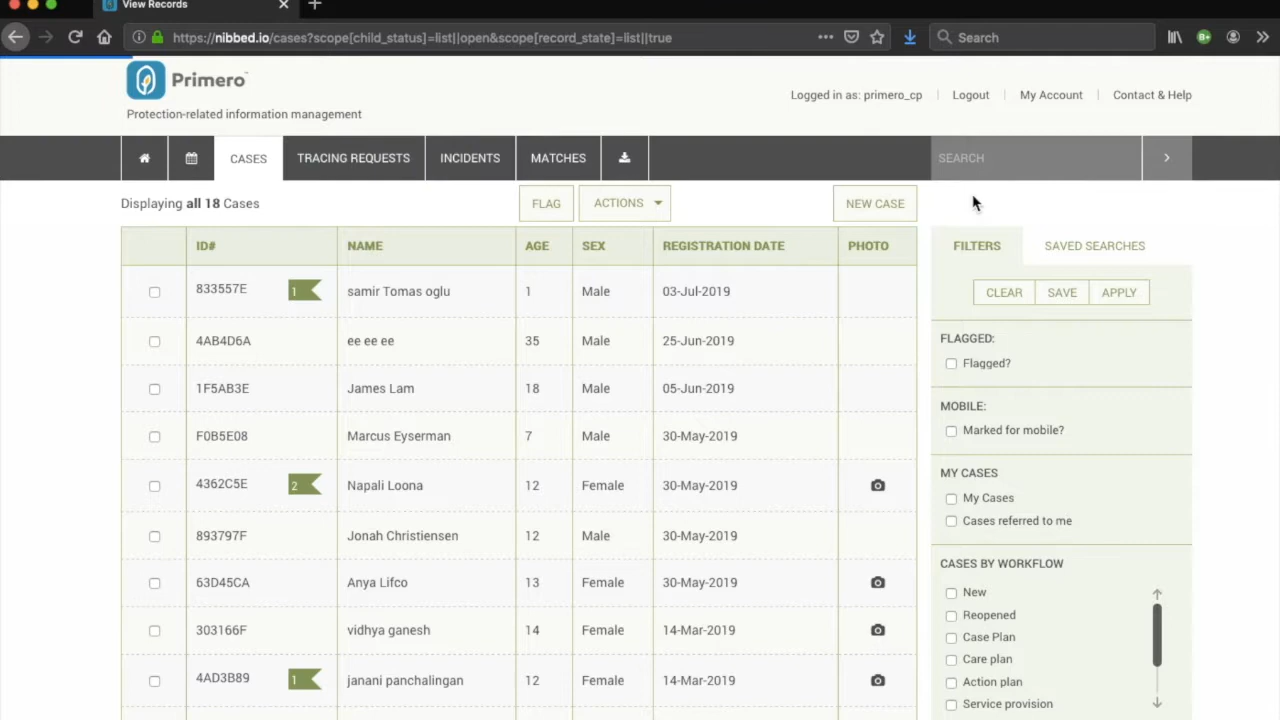 View Records
https://nibbed.io/cases?scope[child_status]=list||open&scope[record_state]=list||true
Search
Primero™
Protection-related information management
Logged in as: primero_cp
Logout
My Account
Contact & Help
CASES
TRACING REQUESTS
INCIDENTS
MATCHES
SEARCH
Displaying all 18 Cases
FLAG
ACTIONS
NEW CASE
ID# NAME AGE SEX REGISTRATION DATE PHOTO
833557E 1 samir Tomas oglu 1 Male 03-Jul-2019
4AB4D6A ee ee ee 35 Male 25-Jun-2019
1F5AB3E James Lam 18 Male 05-Jun-2019
F0B5E08 Marcus Eyserman 7 Male 30-May-2019
4362C5E 2 Napali Loona 12 Female 30-May-2019
893797F Jonah Christiensen 12 Male 30-May-2019
63D45CA Anya Lifco 13 Female 30-May-2019
303166F vidhya ganesh 14 Female 14-Mar-2019
4AD3B89 1 janani panchalingan 12 Female 14-Mar-2019
FILTERS
SAVED SEARCHES
CLEAR
SAVE
APPLY
FLAGGED:
Flagged?
MOBILE:
Marked for mobile?
MY CASES
My Cases
Cases referred to me
CASES BY WORKFLOW
New
Reopened
Case Plan
Care plan
Action plan
Service provision